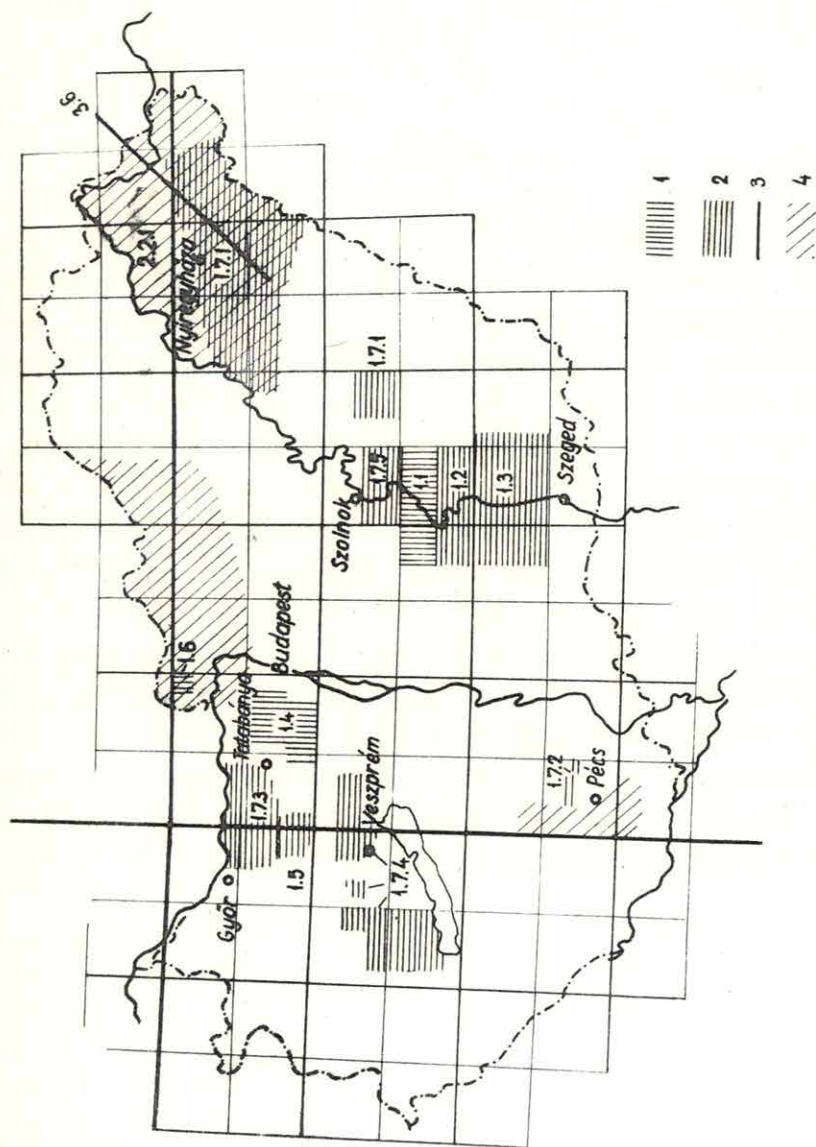 3.6
2.2.1
Nyíregyháza
1.7.1
1.7.1
Szolnok
1.7.5
1.1
1.2
1.3
Szeged
1.6
Budapest
Tatabánya
1.4
1.7.3
Győr
1.5
Veszprém
1.7.4
1.7.2
Pécs
1
2
3
4